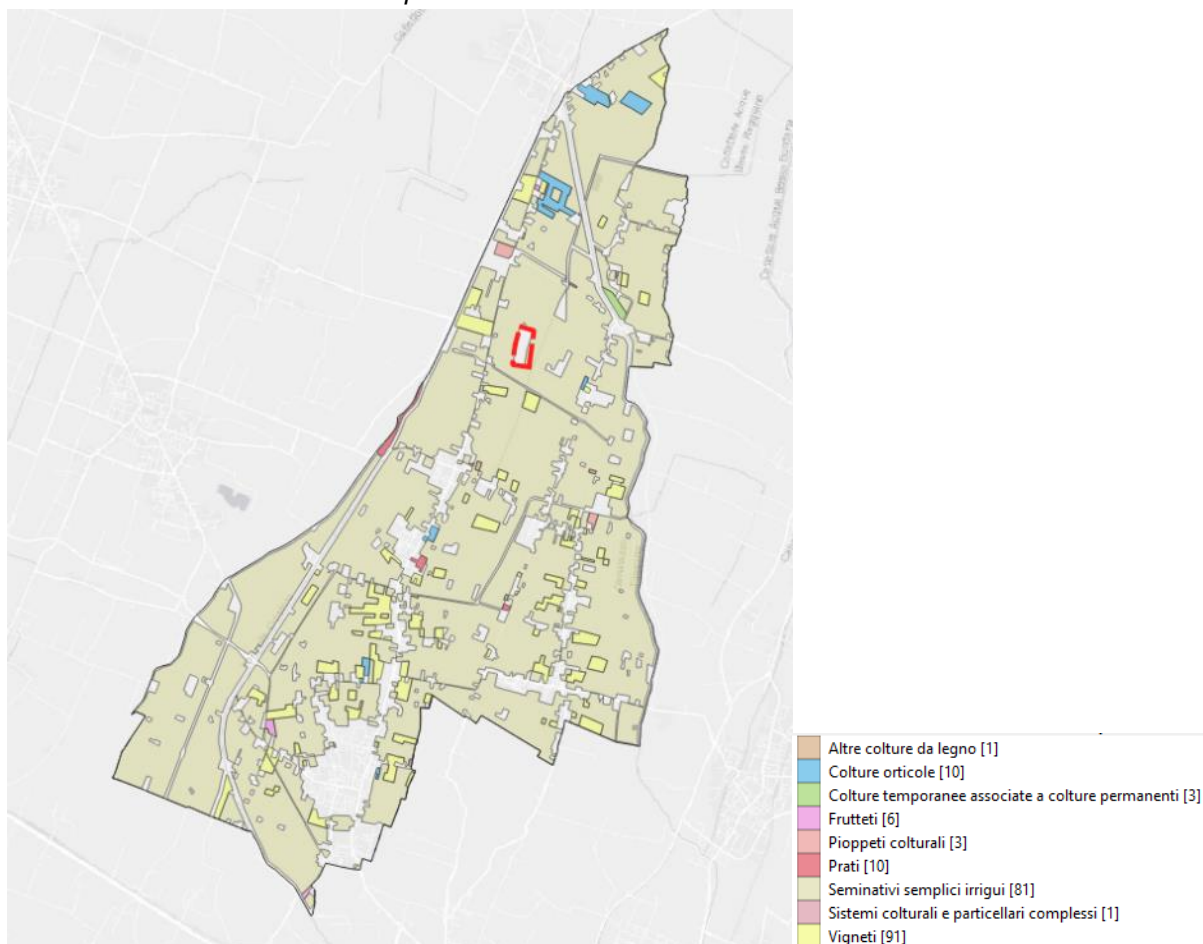 Altre colture da legno [1]
Colture orticole [10]
Colture temporanee associate a colture permanenti [3]
Frutteti [6]
Pioppeti colturali [3]
Prati [10]
Seminativi semplici irrigui [81]
Sistemi colturali e particellari complessi [1]
Vigneti [91]